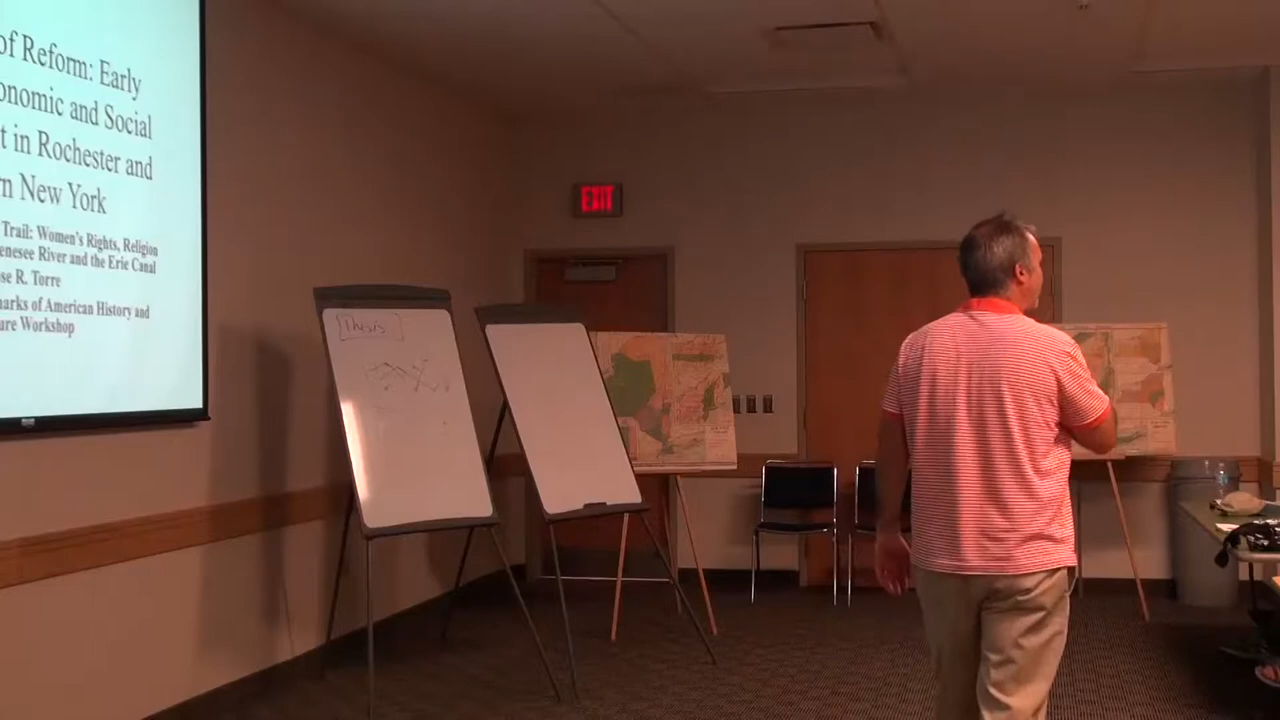 of Reform: Early
onomic and Social
t in Rochester and
rn New York
Trail: Women's Rights, Religion
enesee River and the Erie Canal
se R. Torre
narks of American History and
ure Workshop
EXIT
Thesis